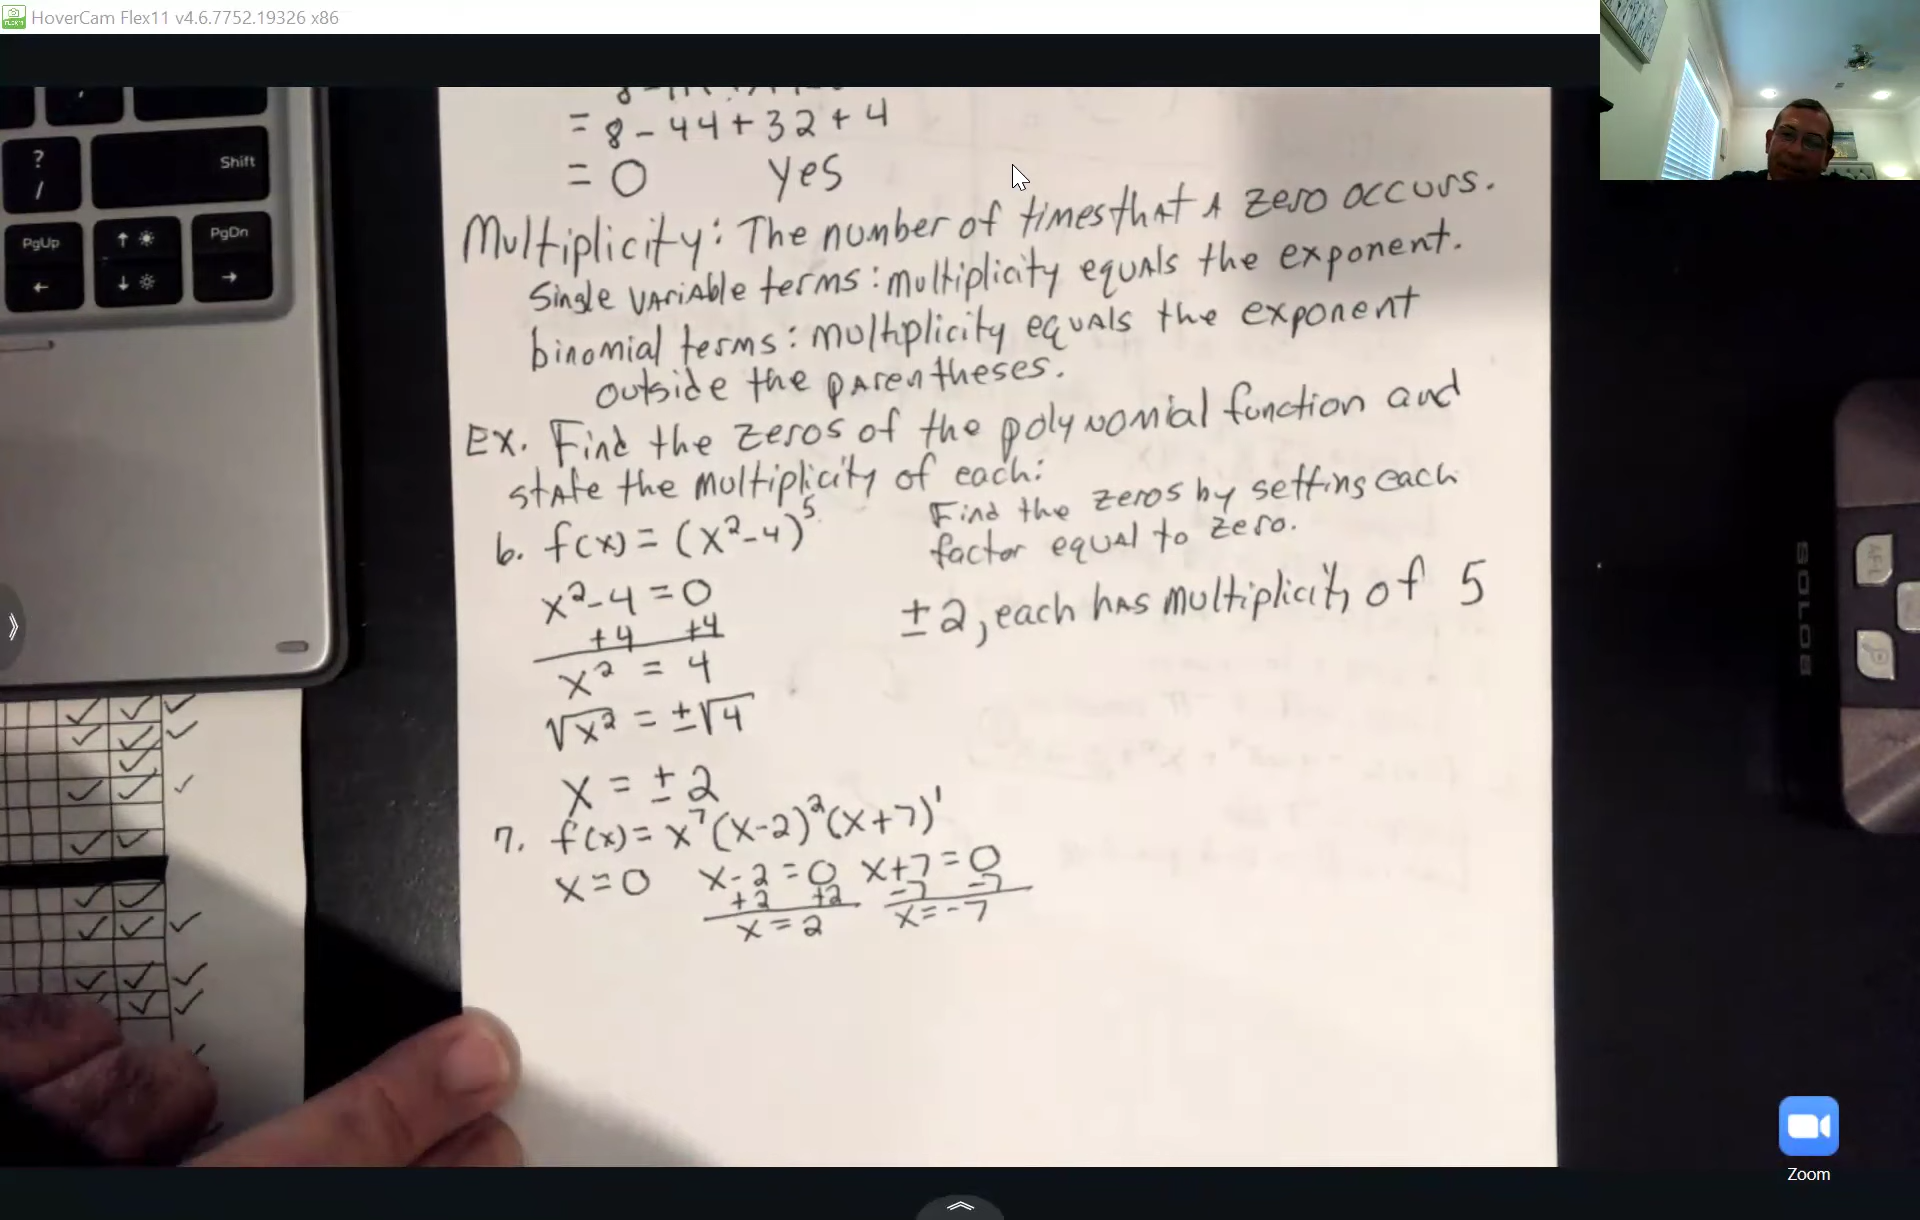 HoverCam Flex11 v4.6.7752.19326 x86
= 8 - 44 + 32 + 4
= 0 yes
Multiplicity: The number of times that A zero occurs.
Single variable terms: multiplicity equals the exponent.
binomial terms: multiplicity equals the exponent
outside the parentheses.
Ex. Find the zeros of the polynomial function and
state the multiplicity of each:
Find the zeros by setting each
factor equal to zero.
6. f(x) = (x²-4)⁵
x²-4 = 0
+4 +4
x² = 4
√x² = ±√4
x = ±2
±2, each has multiplicity of 5
7. f(x) = x⁷(x-2)²(x+7)¹
x = 0 x-2 = 0 x+7 = 0
+2 +2 -7 -7
x = 2 x = -7
? /
Shift
PgUp
PgDn
SOLO8
Zoom